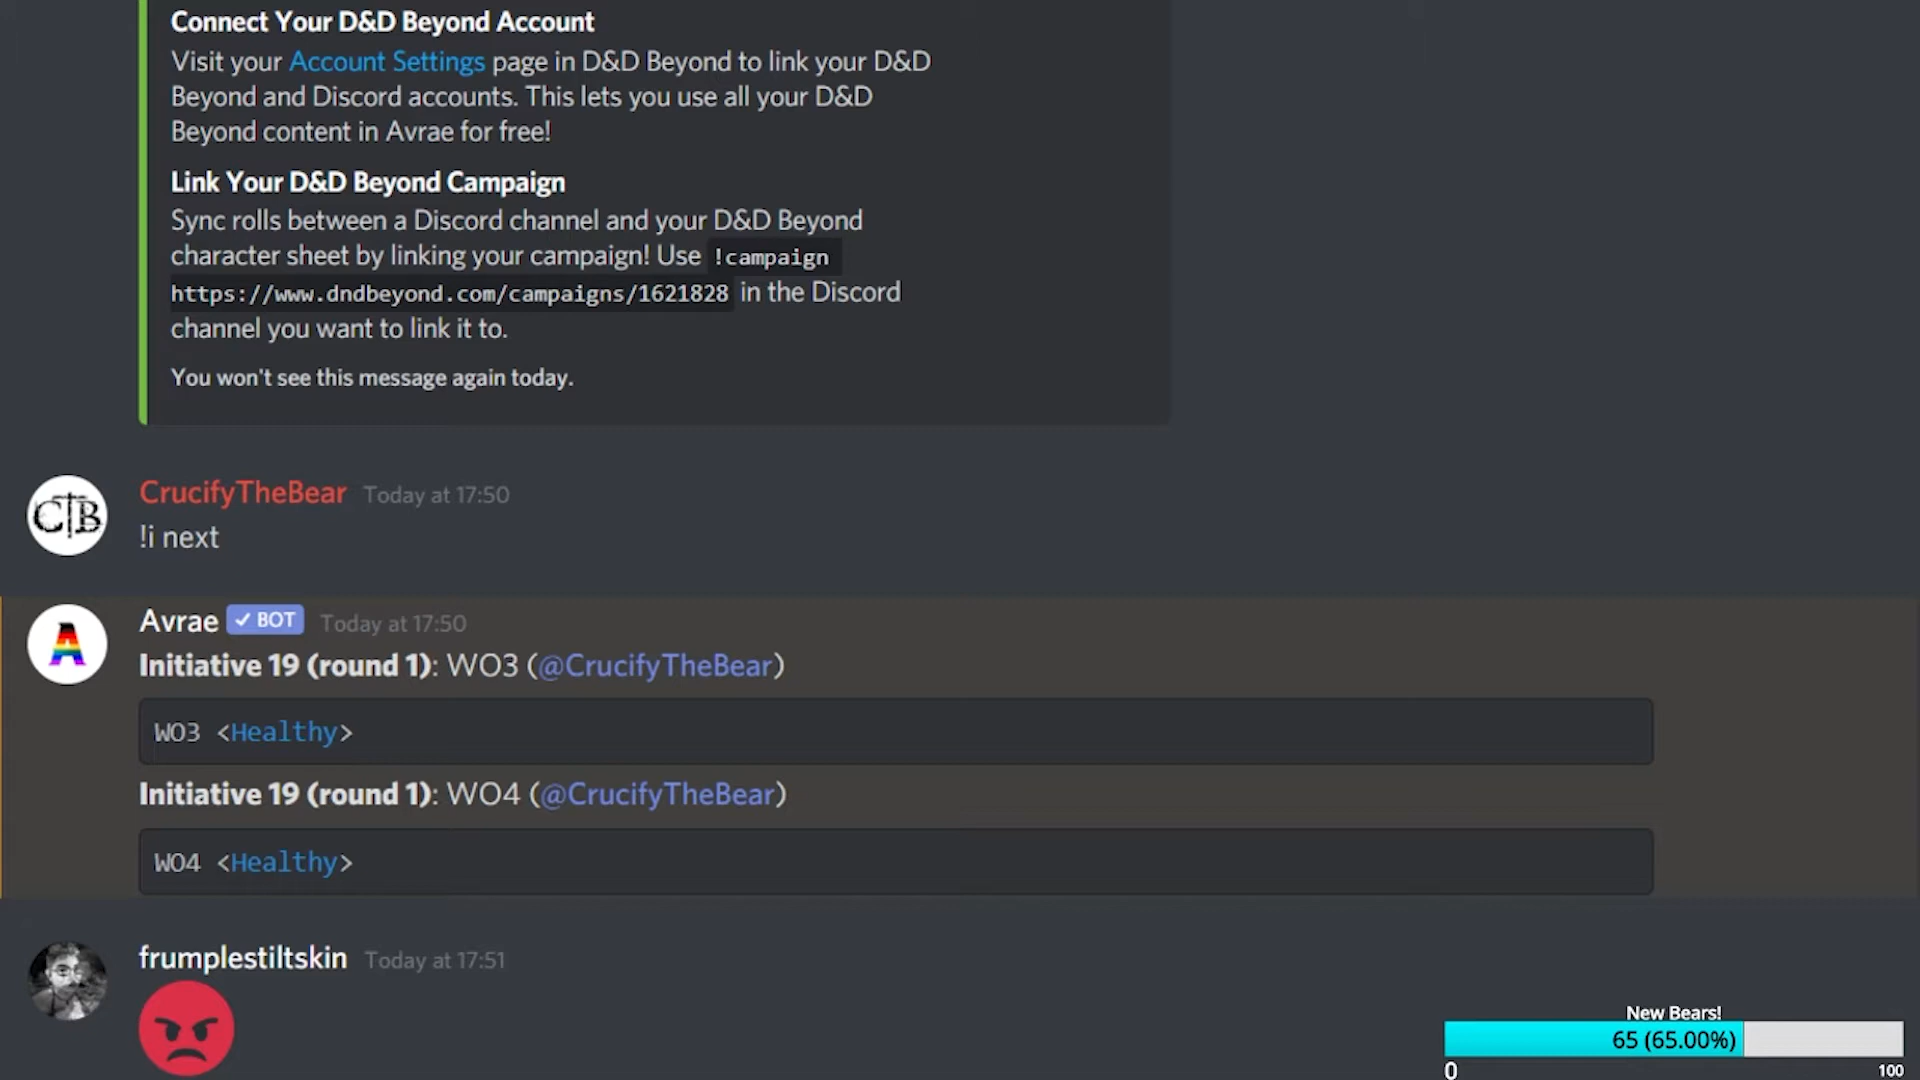 Connect Your D&D Beyond Account
Visit your Account Settings page in D&D Beyond to link your D&D
Beyond and Discord accounts. This lets you use all your D&D
Beyond content in Avrae for free!
Link Your D&D Beyond Campaign
Sync rolls between a Discord channel and your D&D Beyond
character sheet by linking your campaign! Use !campaign
https://www.dndbeyond.com/campaigns/1621828 in the Discord
channel you want to link it to.
You won't see this message again today.
CTB
CrucifyTheBear Today at 17:50
!i next
A
Avrae ✓ BOT Today at 17:50
Initiative 19 (round 1): WO3 (@CrucifyTheBear)
WO3 <Healthy>
Initiative 19 (round 1): WO4 (@CrucifyTheBear)
WO4 <Healthy>
frumplestiltskin Today at 17:51
New Bears!
65 (65.00%)
0 100